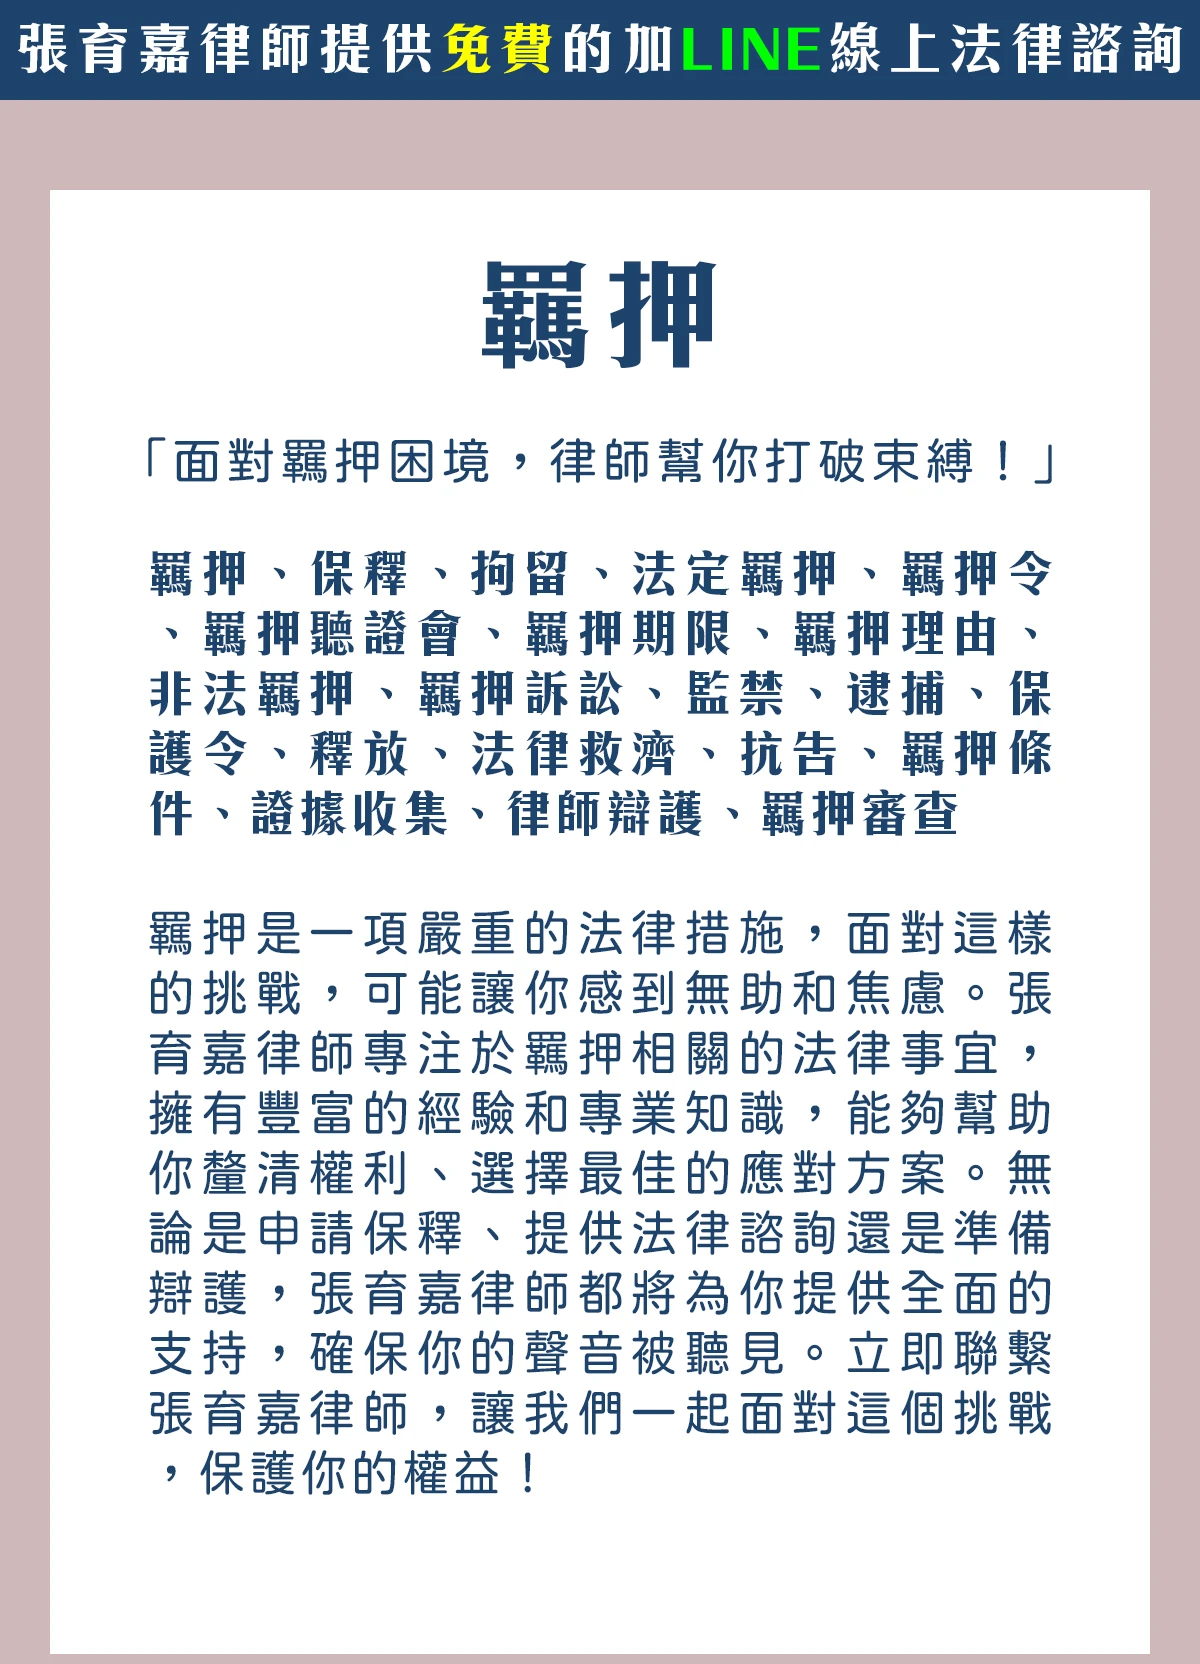 張育嘉律師提供免費的加LINE線上法律諮詢
羈押
「面對羈押困境，律師幫你打破束縛！」
羈押、保釋、拘留、法定羈押、羈押令
、羈押聽證會、羈押期限、羈押理由、
非法羈押、羈押訴訟、監禁、逮捕、保
護令、釋放、法律救濟、抗告、羈押條
件、證據收集、律師辯護、羈押審查
羈押是一項嚴重的法律措施，面對這樣
的挑戰，可能讓你感到無助和焦慮。張
育嘉律師專注於羈押相關的法律事宜，
擁有豐富的經驗和專業知識，能夠幫助
你釐清權利、選擇最佳的應對方案。無
論是申請保釋、提供法律諮詢還是準備
辯護，張育嘉律師都將為你提供全面的
支持，確保你的聲音被聽見。立即聯繫
張育嘉律師，讓我們一起面對這個挑戰
，保護你的權益！